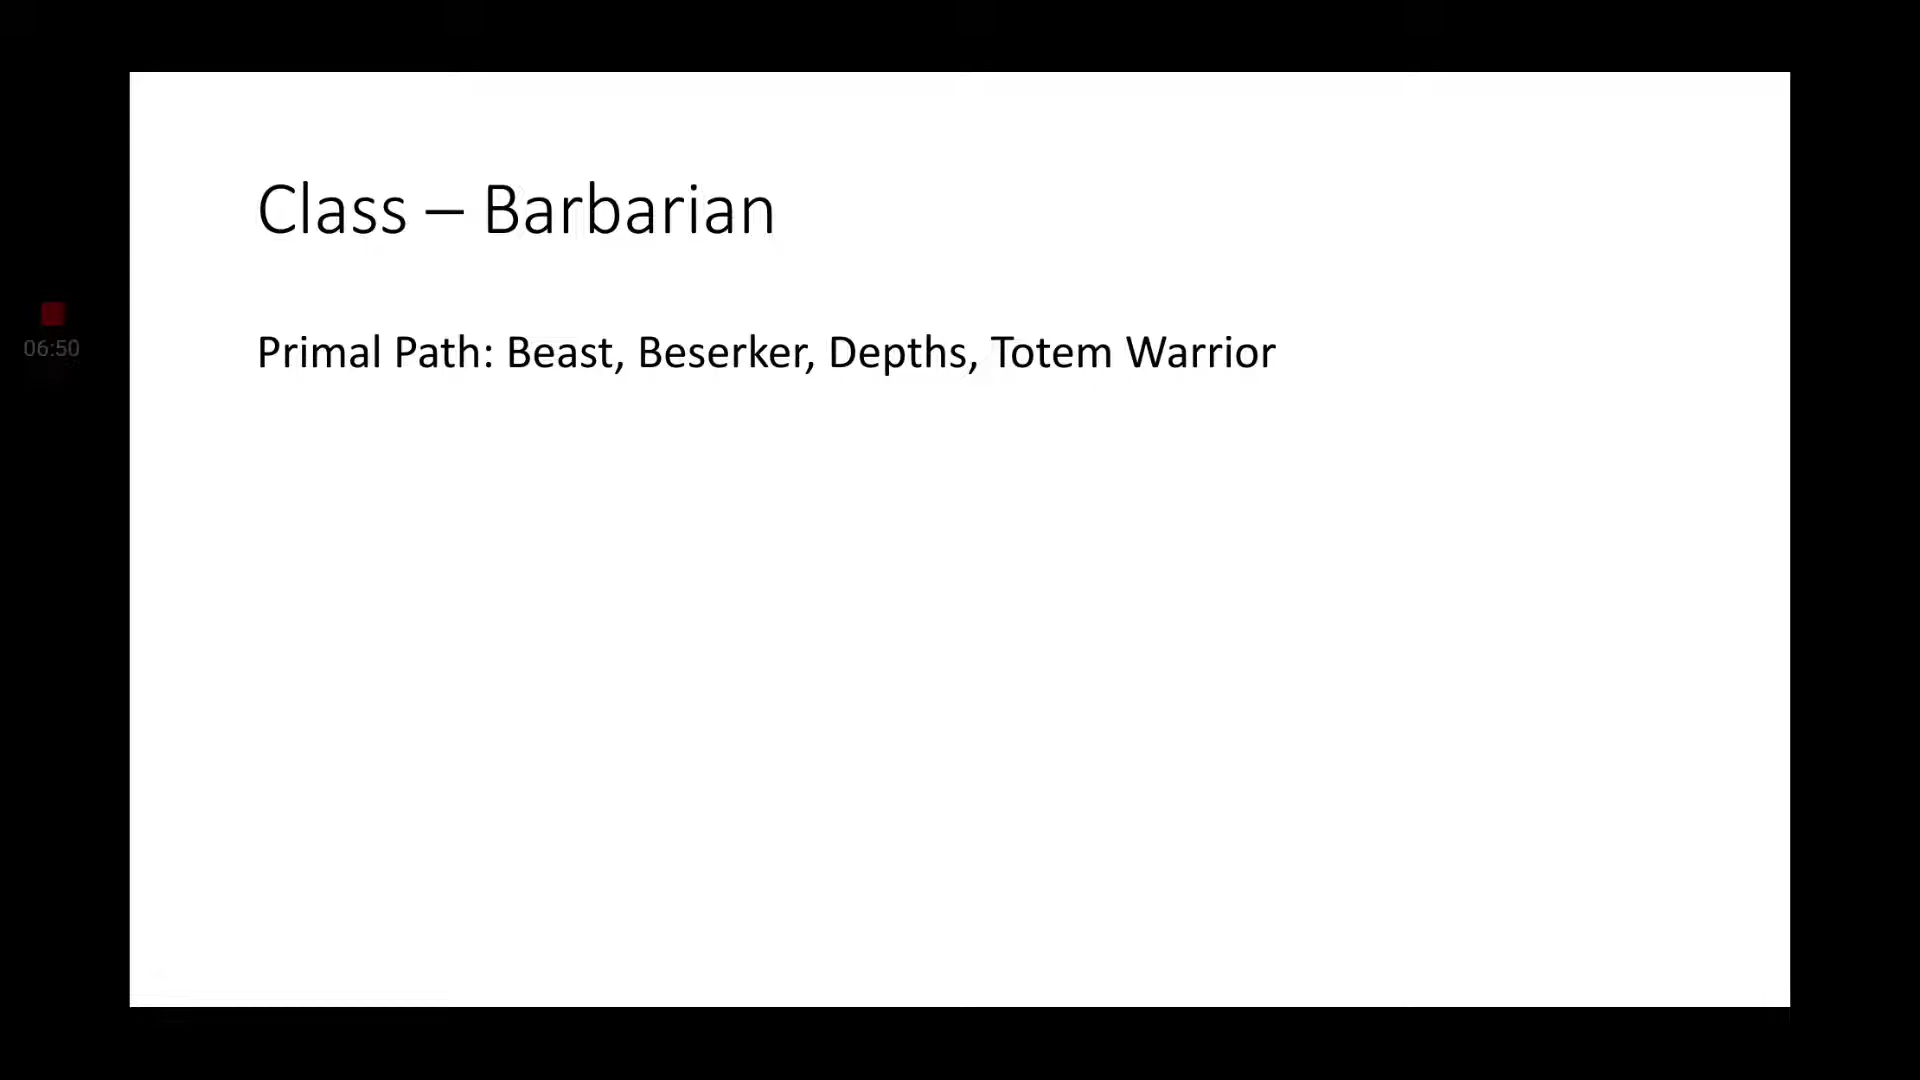 Class – Barbarian
06:50
Primal Path: Beast, Beserker, Depths, Totem Warrior